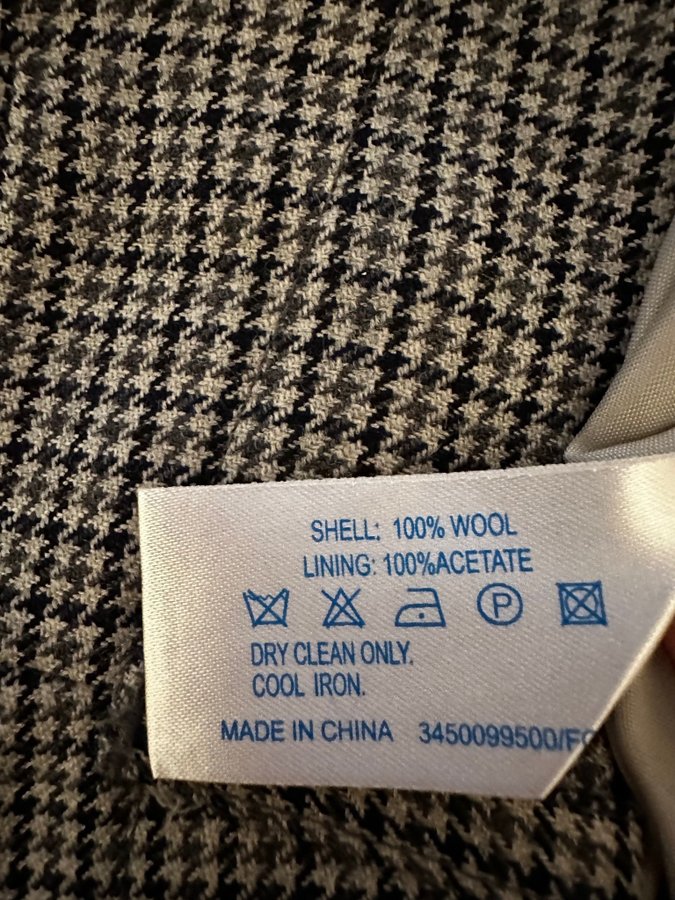 SHELL: 100% WOOL
LINING: 100%ACETATE
P
DRY CLEAN ONLY.
COOL IRON.
MADE IN CHINA 3450099500/F